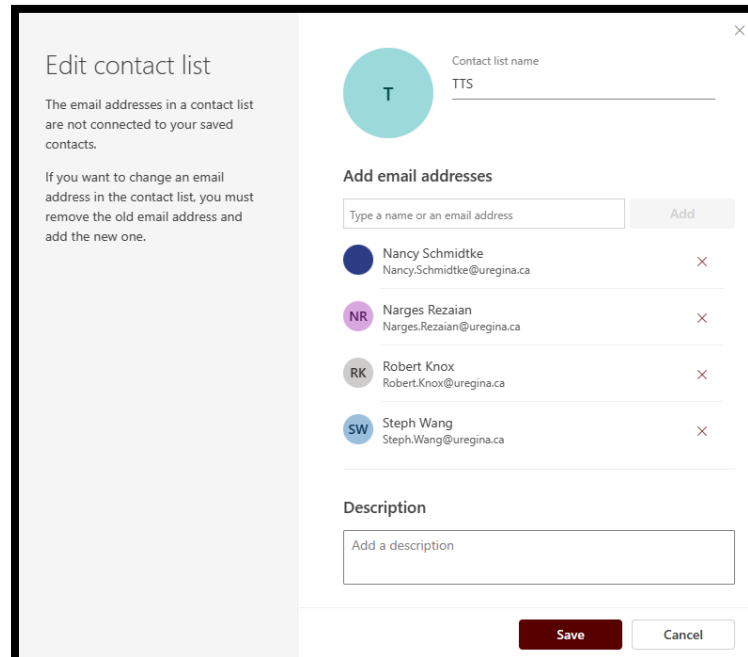 Edit contact list
The email addresses in a contact list
are not connected to your saved
contacts.
If you want to change an email
address in the contact list, you must
remove the old email address and
add the new one.
T
Contact list name
TTS
Add email addresses
Type a name or an email address
Add
Nancy Schmidtke
Nancy.Schmidtke@uregina.ca
NR
Narges Rezaian
Narges.Rezaian@uregina.ca
RK
Robert Knox
Robert.Knox@uregina.ca
SW
Steph Wang
Steph.Wang@uregina.ca
Description
Add a description
Save
Cancel